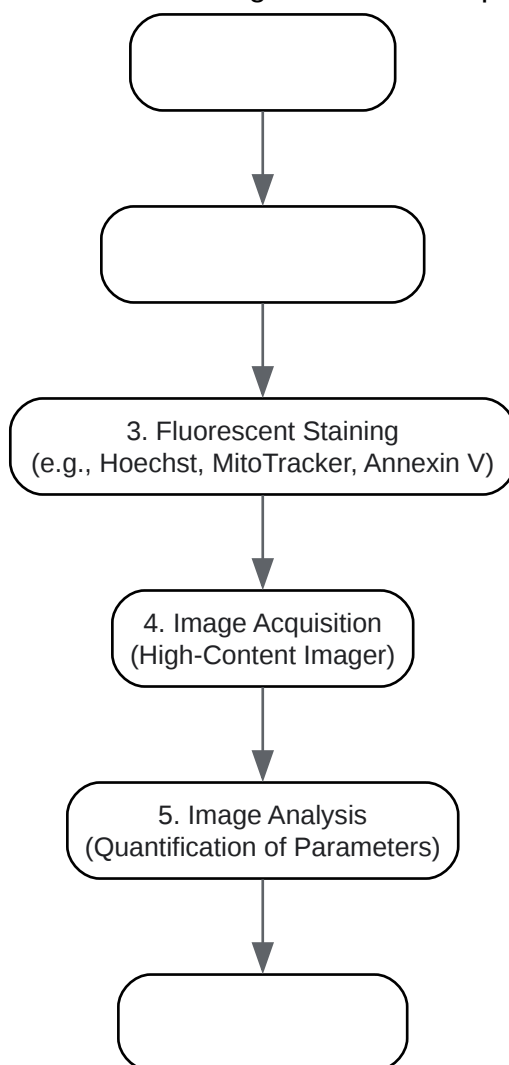 3. Fluorescent Staining
(e.g., Hoechst, MitoTracker, Annexin V)
4. Image Acquisition
(High-Content Imager)
5. Image Analysis
(Quantification of Parameters)